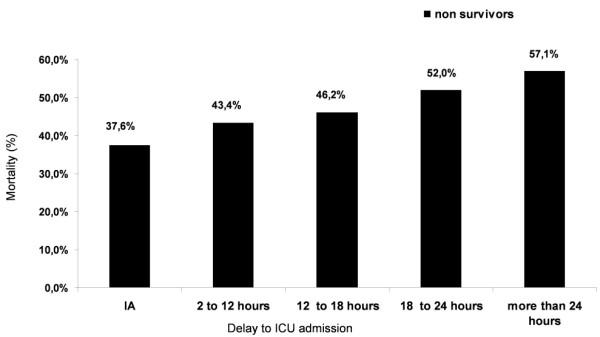 non survivors
60,0%
50,0%
40,0%
30,0%
20,0%
10,0%
0,0%
Mortality (%)
37,6%
43,4%
46,2%
52,0%
57,1%
IA
2 to 12 hours
12 to 18 hours
18 to 24 hours
more than 24
hours
Delay to ICU admission